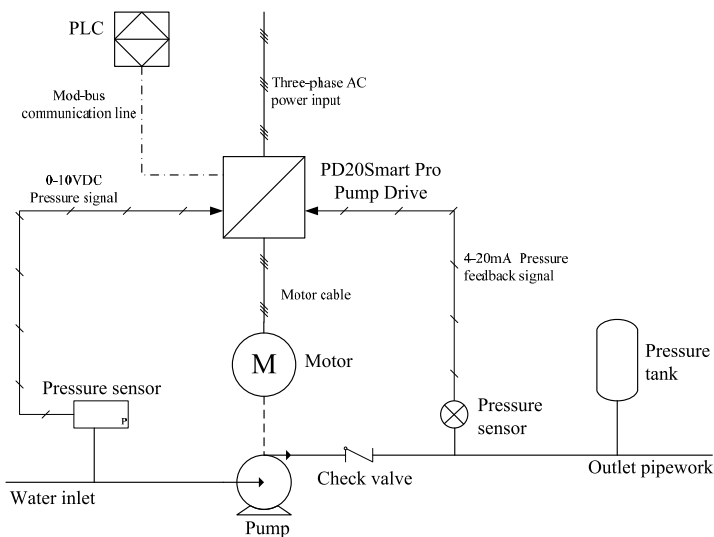 PLC
Three-phase AC
power input
Mod-bus
communication line
PD20Smart Pro
Pump Drive
0-10VDC
Pressure signal
4-20mA Pressure
feedback signal
Motor cable
M
Motor
Pressure
tank
Pressure sensor
P
Pressure
sensor
Check valve
Outlet pipework
Water inlet
Pump